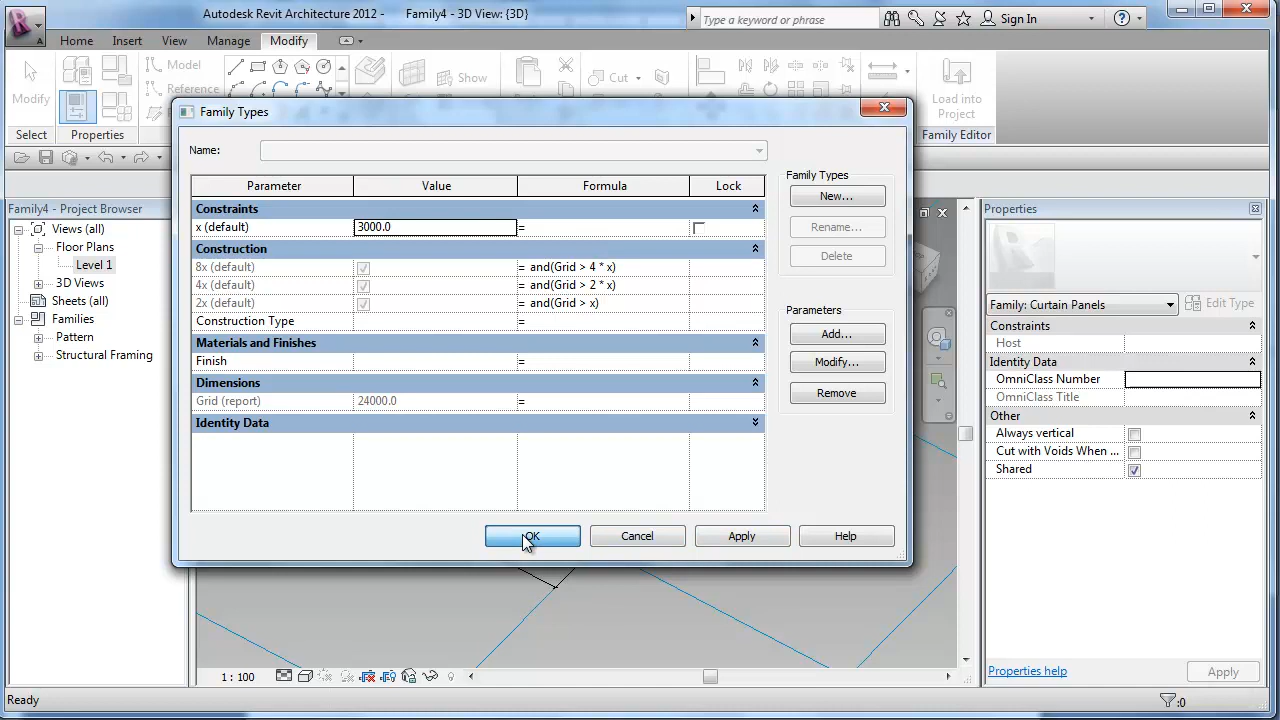 Autodesk Revit Architecture 2012 - Family4 - 3D View: {3D}
Type a keyword or phrase
Sign In
Home Insert View Manage Modify
Modify
Model
Reference
Show
Cut
Load into
Project
Select Properties Family Editor
Family Types
Name:
Parameter Value Formula Lock
Constraints
x (default) 3000.0 =
Construction
8x (default) = and(Grid > 4 * x)
4x (default) = and(Grid > 2 * x)
2x (default) = and(Grid > x)
Construction Type =
Materials and Finishes
Finish =
Dimensions
Grid (report) 24000.0 =
Identity Data
Family Types
New...
Rename...
Delete
Parameters
Add...
Modify...
Remove
OK Cancel Apply Help
Family4 - Project Browser
Views (all)
Floor Plans
Level 1
3D Views
Sheets (all)
Families
Pattern
Structural Framing
Properties
Family: Curtain Panels Edit Type
Constraints
Host
Identity Data
OmniClass Number
OmniClass Title
Other
Always vertical
Cut with Voids When ...
Shared
Properties help Apply
1 : 100
Ready :0